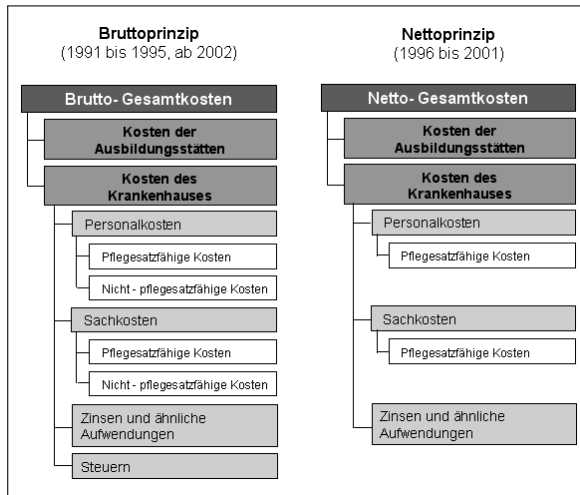 Bruttoprinzip
(1991 bis 1995, ab 2002)
Brutto- Gesamtkosten
Kosten der
Ausbildungsstätten
Kosten des
Krankenhauses
Personalkosten
Pflegesatzfähige Kosten
Nicht - pflegesatzfähige Kosten
Sachkosten
Pflegesatzfähige Kosten
Nicht - pflegesatzfähige Kosten
Zinsen und ähnliche
Aufwendungen
Steuern
Nettoprinzip
(1996 bis 2001)
Netto - Gesamtkosten
Kosten der
Ausbildungsstätten
Kosten des
Krankenhauses
Personalkosten
Pflegesatzfähige Kosten
Sachkosten
Pflegesatzfähige Kosten
Zinsen und ähnliche
Aufwendungen